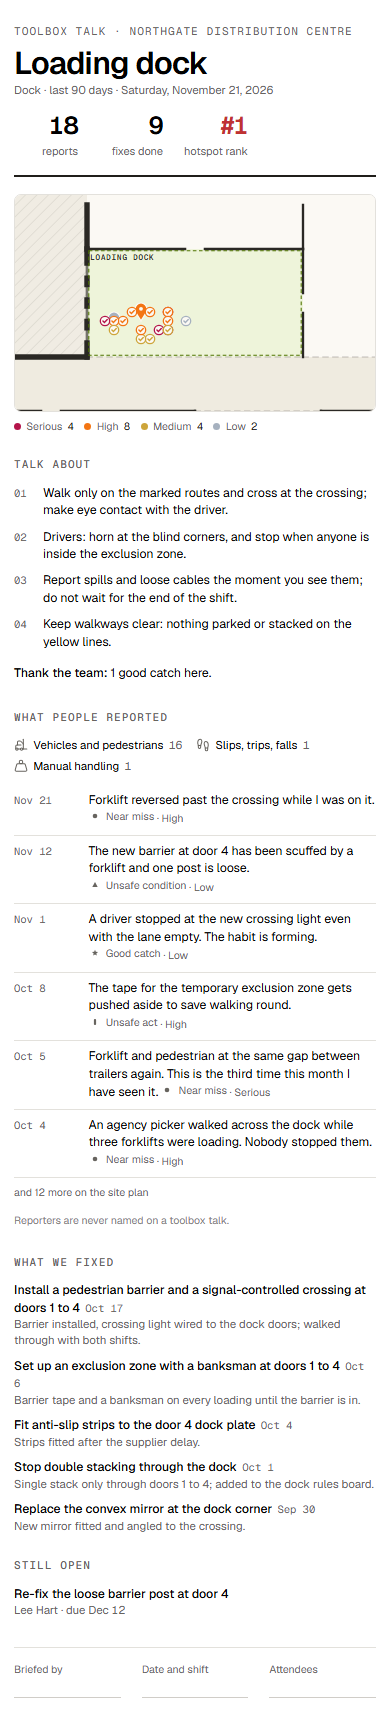 TOOLBOX TALK · NORTHGATE DISTRIBUTION CENTRE
Loading dock
Dock · last 90 days · Saturday, November 21, 2026
18 9 #1
reports fixes done hotspot rank
LOADING DOCK
Serious 4 High 8 Medium 4 Low 2
TALK ABOUT
01 Walk only on the marked routes and cross at the crossing;
make eye contact with the driver.
02 Drivers: horn at the blind corners, and stop when anyone is
inside the exclusion zone.
03 Report spills and loose cables the moment you see them;
do not wait for the end of the shift.
04 Keep walkways clear: nothing parked or stacked on the
yellow lines.
Thank the team: 1 good catch here.
WHAT PEOPLE REPORTED
Vehicles and pedestrians 16 Slips, trips, falls 1
Manual handling 1
Nov 21 Forklift reversed past the crossing while I was on it.
Near miss · High
Nov 12 The new barrier at door 4 has been scuffed by a
forklift and one post is loose.
Unsafe condition · Low
Nov 1 A driver stopped at the new crossing light even
with the lane empty. The habit is forming.
Good catch · Low
Oct 8 The tape for the temporary exclusion zone gets
pushed aside to save walking round.
Unsafe act · High
Oct 5 Forklift and pedestrian at the same gap between
trailers again. This is the third time this month I
have seen it. Near miss · Serious
Oct 4 An agency picker walked across the dock while
three forklifts were loading. Nobody stopped them.
Near miss · High
and 12 more on the site plan
Reporters are never named on a toolbox talk.
WHAT WE FIXED
Install a pedestrian barrier and a signal-controlled crossing at
doors 1 to 4 Oct 17
Barrier installed, crossing light wired to the dock doors; walked
through with both shifts.
Set up an exclusion zone with a banksman at doors 1 to 4 Oct
6
Barrier tape and a banksman on every loading until the barrier is in.
Fit anti-slip strips to the door 4 dock plate Oct 4
Strips fitted after the supplier delay.
Stop double stacking through the dock Oct 1
Single stack only through doors 1 to 4; added to the dock rules board.
Replace the convex mirror at the dock corner Sep 30
New mirror fitted and angled to the crossing.
STILL OPEN
Re-fix the loose barrier post at door 4
Lee Hart · due Dec 12
Briefed by Date and shift Attendees